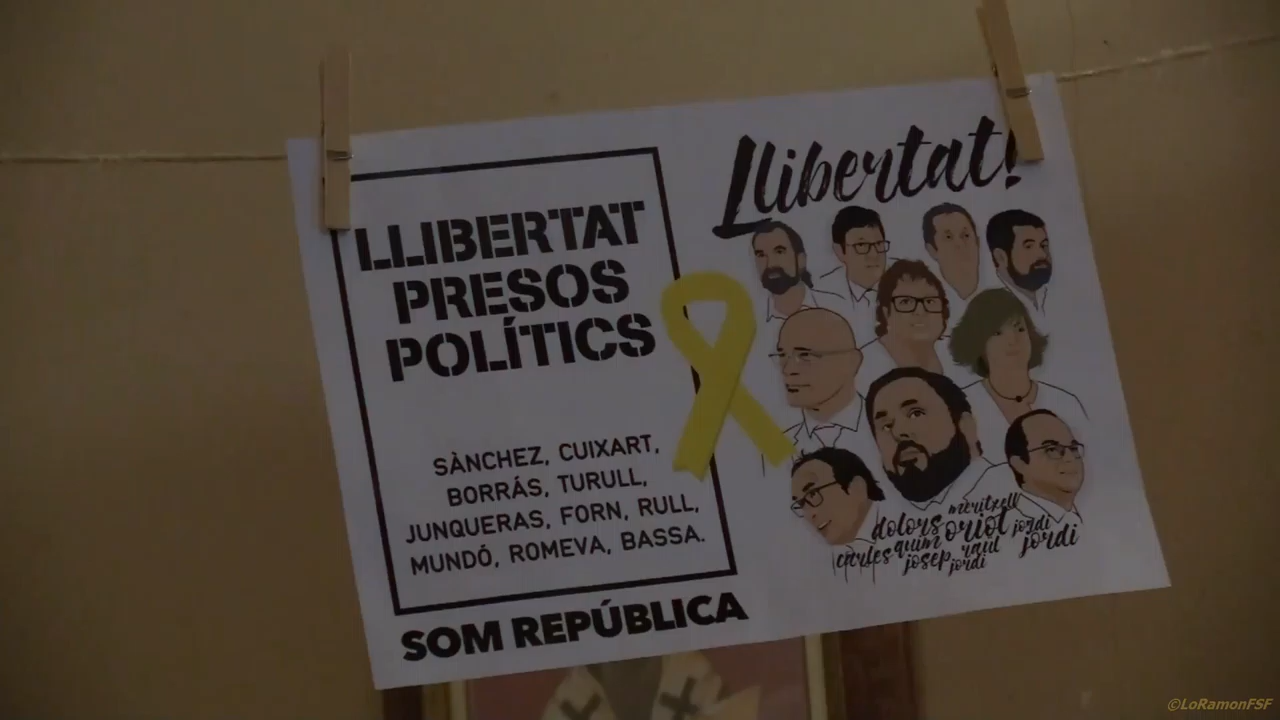 LLIBERTAT
PRESOS
POLÍTICS
SÀNCHEZ, CUIXART,
BORRÁS, TURULL,
JUNQUERAS, FORN, RULL,
MUNDÓ, ROMEVA, BASSA.
SOM REPÚBLICA
Llibertat!
meritxell
dolors oriol jordi
carles quim raül jordi
josep jordi
©LoRamonFSF